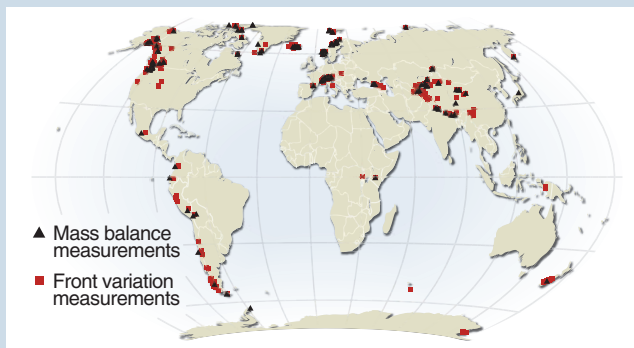 Mass balance
measurements
Front variation
measurements